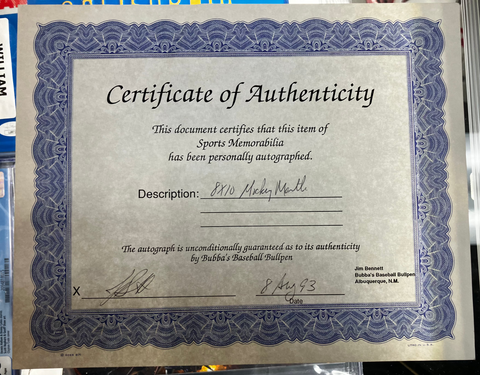 WILLIAM
Certificate of Authenticity
This document certifies that this item of
Sports Memorabilia
has been personally autographed.
Description: 8X10 Mickey Mantle
The autograph is unconditionally guaranteed as to its authenticity
by Bubba's Baseball Bullpen
Jim Bennett
Bubba's Baseball Bullpen
Albuquerque, N.M.
X
8 Aug 93
Date